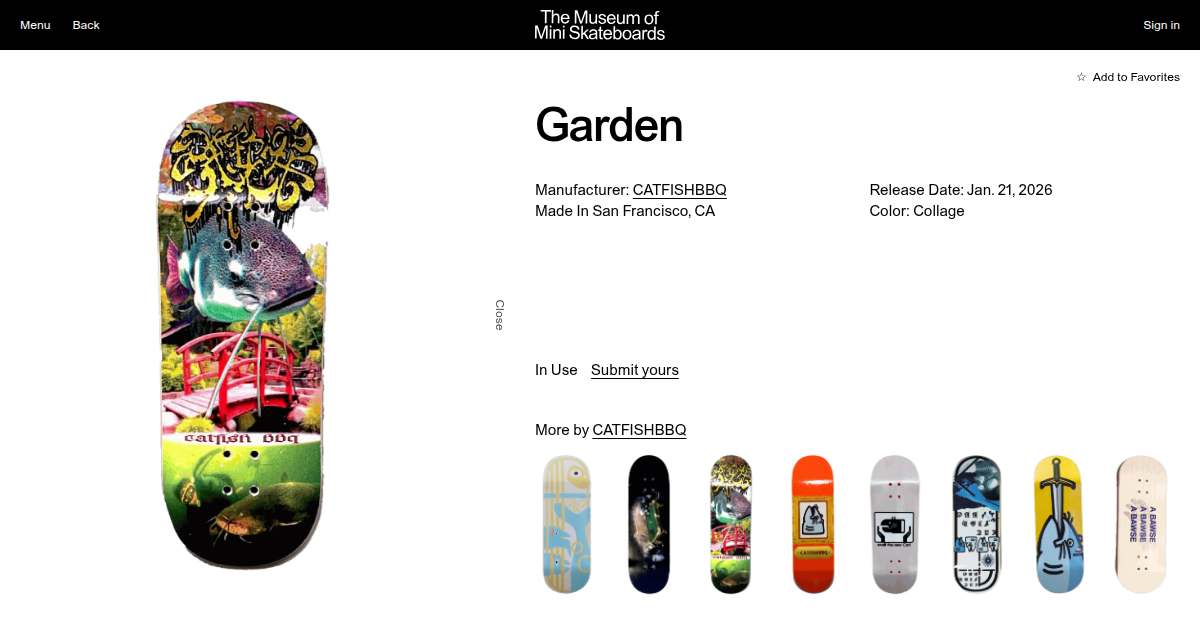 Menu
Back
The Museum of
Mini Skateboards
Sign in
☆ Add to Favorites
Garden
Manufacturer: CATFISHBBQ
Made In San Francisco, CA
Release Date: Jan. 21, 2026
Color: Collage
Close
catfish BBQ
In Use
Submit yours
More by CATFISHBBQ
CATFISHBBQ
A BAWSE
A BAWSE
A BAWSE